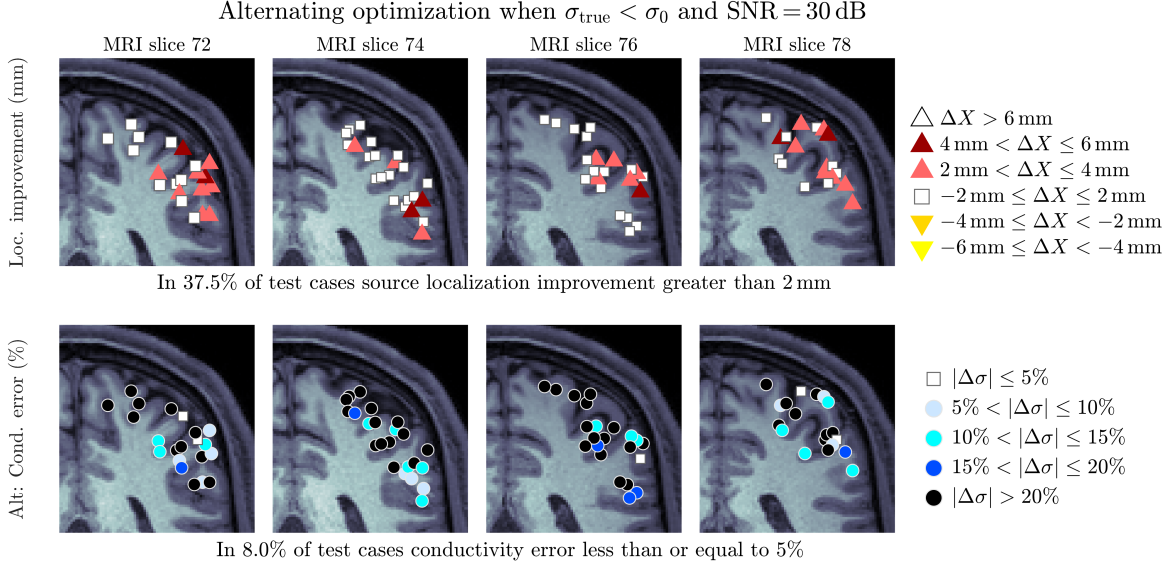 Alternating optimization when σ_true < σ_0 and SNR = 30 dB
MRI slice 72
MRI slice 74
MRI slice 76
MRI slice 78
Loc. improvement (mm)
ΔX > 6 mm
4 mm < ΔX ≤ 6 mm
2 mm < ΔX ≤ 4 mm
−2 mm ≤ ΔX ≤ 2 mm
−4 mm ≤ ΔX < −2 mm
−6 mm ≤ ΔX < −4 mm
In 37.5% of test cases source localization improvement greater than 2 mm
Alt: Cond. error (%)
|Δσ| ≤ 5%
5% < |Δσ| ≤ 10%
10% < |Δσ| ≤ 15%
15% < |Δσ| ≤ 20%
|Δσ| > 20%
In 8.0% of test cases conductivity error less than or equal to 5%